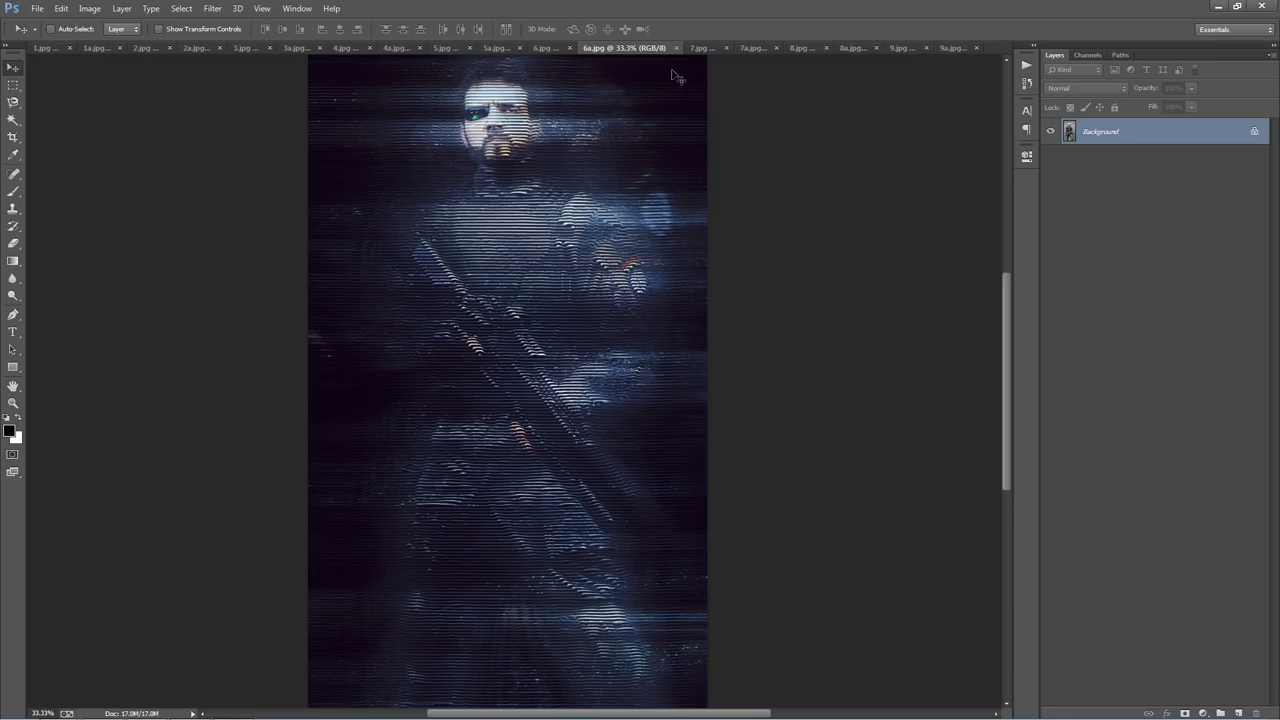 Ps File Edit Image Layer Type Select Filter 3D View Window Help
Auto-Select: Layer Show Transform Controls 3D Mode: Essentials
1.jpg ... × 1a.jpg ... × 2.jpg ... × 2a.jpg... × 3.jpg ... × 3a.jpg... × 4.jpg ... × 4a.jpg... × 5.jpg ... × 5a.jpg... × 6.jpg ... × 6a.jpg @ 33.3% (RGB/8) × 7.jpg ... × 7a.jpg... × 8.jpg ... × 8a.jpg... × 9.jpg ... × 9a.jpg... ×
Layers Channels Paths
Kind
Normal Opacity: 100%
Lock: Fill: 100%
Background
33.33% Doc: 17.0M/17.0M